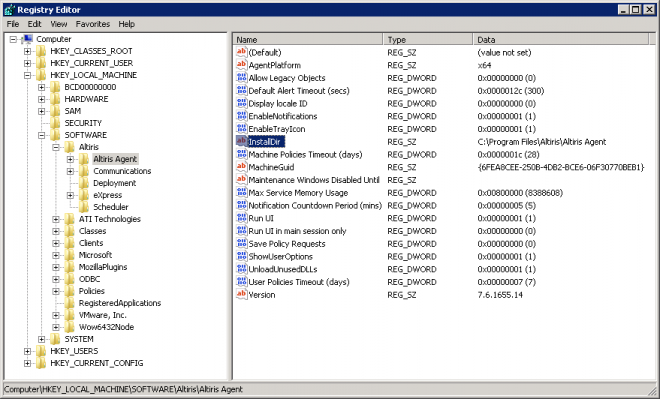 Registry Editor
File Edit View Favorites Help
Computer
HKEY_CLASSES_ROOT
HKEY_CURRENT_USER
HKEY_LOCAL_MACHINE
BCD00000000
HARDWARE
SAM
SECURITY
SOFTWARE
Altiris
Altiris Agent
Communications
Deployment
eXpress
Scheduler
ATI Technologies
Classes
Clients
Microsoft
MozillaPlugins
ODBC
Policies
RegisteredApplications
VMware, Inc.
Wow6432Node
SYSTEM
HKEY_USERS
HKEY_CURRENT_CONFIG
Name Type Data
(Default) REG_SZ (value not set)
AgentPlatform REG_SZ x64
Allow Legacy Objects REG_DWORD 0x00000000 (0)
Default Alert Timeout (secs) REG_DWORD 0x0000012c (300)
Display locale ID REG_DWORD 0x00000000 (0)
EnableNotifications REG_DWORD 0x00000001 (1)
EnableTrayIcon REG_DWORD 0x00000001 (1)
InstallDir REG_SZ C:\Program Files\Altiris\Altiris Agent
Machine Policies Timeout (days) REG_DWORD 0x0000001c (28)
MachineGuid REG_SZ {6FEA8CEE-250B-4DB2-BCE6-06F30770BEB1}
Maintenance Windows Disabled Until REG_SZ
Max Service Memory Usage REG_DWORD 0x00800000 (8388608)
Notification Countdown Period (mins) REG_DWORD 0x00000005 (5)
Run UI REG_DWORD 0x00000001 (1)
Run UI in main session only REG_DWORD 0x00000000 (0)
Save Policy Requests REG_DWORD 0x00000000 (0)
ShowUserOptions REG_DWORD 0x00000001 (1)
UnloadUnusedDLLs REG_DWORD 0x00000001 (1)
User Policies Timeout (days) REG_DWORD 0x00000007 (7)
Version REG_SZ 7.6.1655.14
Computer\HKEY_LOCAL_MACHINE\SOFTWARE\Altiris\Altiris Agent